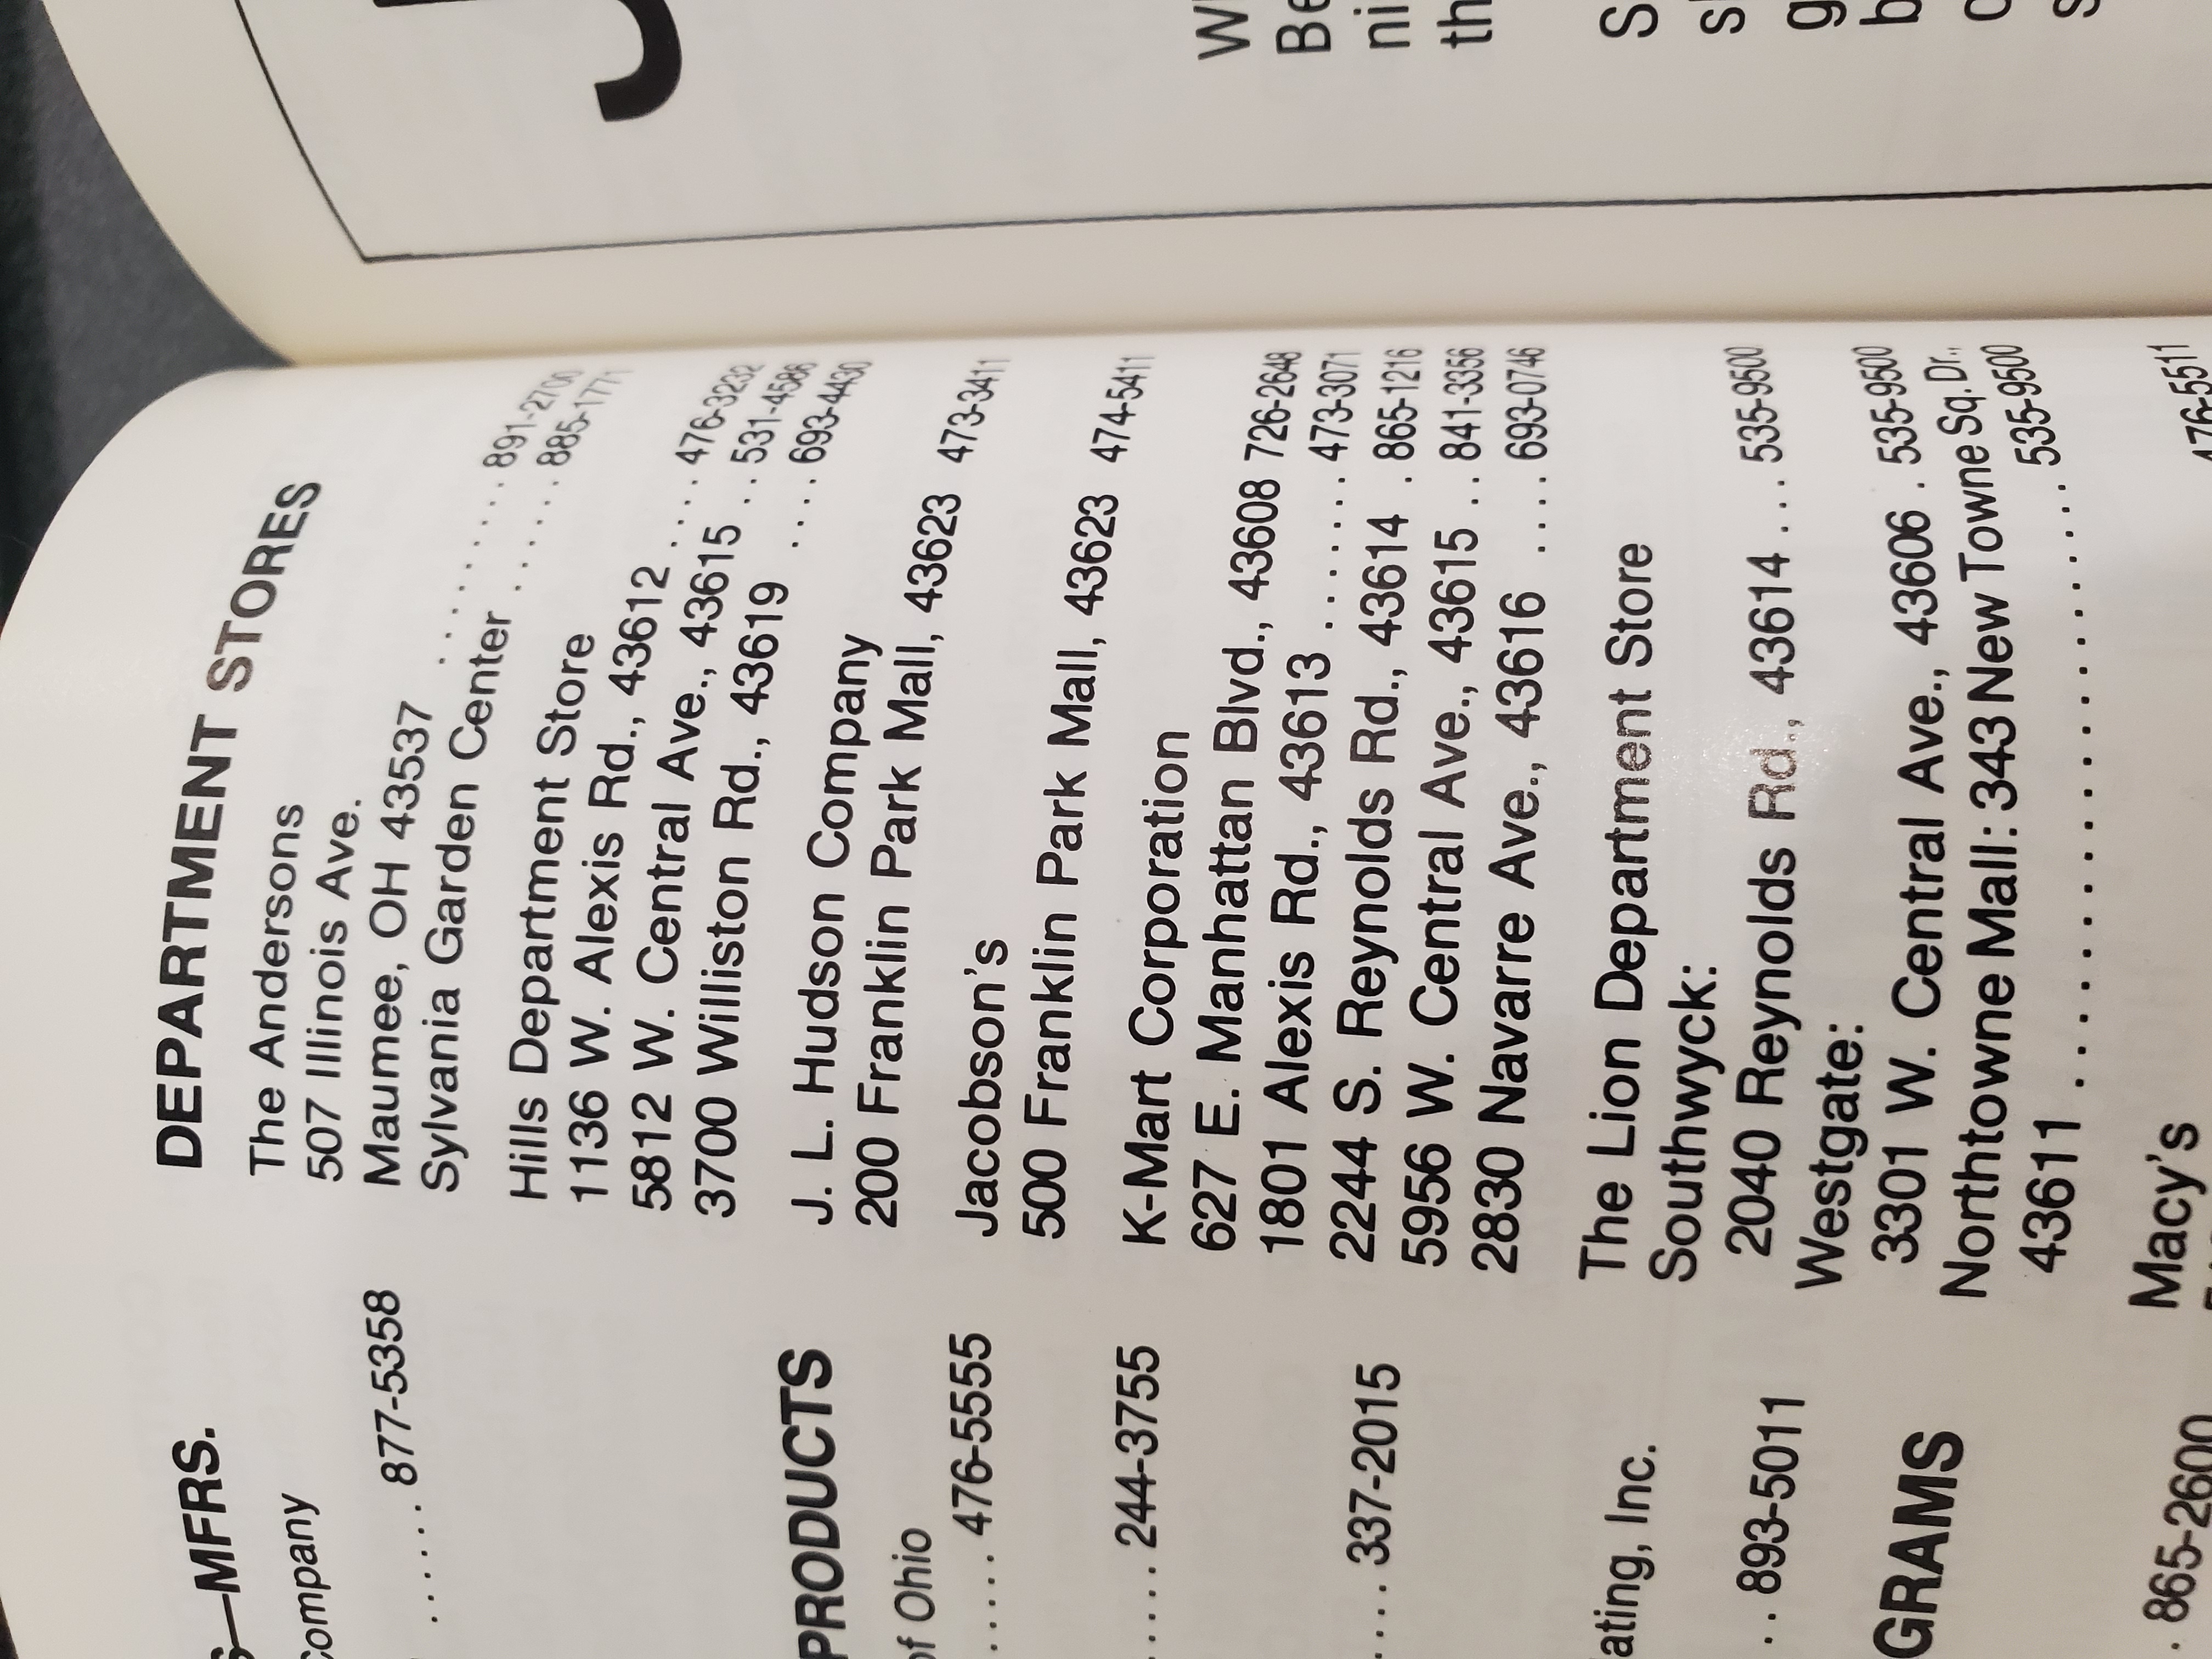 S—MFRS.
Company
...... 877-5358
PRODUCTS
of Ohio
..... 476-5555
..... 244-3755
.... 337-2015
ating, Inc.
.. 893-5011
GRAMS
. 865-2600
DEPARTMENT STORES
The Andersons
507 Illinois Ave.
Maumee, OH 43537 ........ 891-2700
Sylvania Garden Center ...... 885-1771
Hills Department Store
1136 W. Alexis Rd., 43612 .... 476-3232
5812 W. Central Ave., 43615 .. 531-4586
3700 Williston Rd., 43619 .... 693-4430
J. L. Hudson Company
200 Franklin Park Mall, 43623 473-3411
Jacobson's
500 Franklin Park Mall, 43623 474-5411
K-Mart Corporation
627 E. Manhattan Blvd., 43608 726-2648
1801 Alexis Rd., 43613 ...... 473-3071
2244 S. Reynolds Rd., 43614 . 865-1216
5956 W. Central Ave., 43615 .. 841-3356
2830 Navarre Ave., 43616 .... 693-0746
The Lion Department Store
Southwyck:
2040 Reynolds Rd., 43614 ... 535-9500
Westgate:
3301 W. Central Ave., 43606 . 535-9500
Northtowne Mall: 343 New Towne Sq. Dr.,
43611 .................. 535-9500
Macy's
476-5511
J
W
Be
ni
th
S
s
g
b